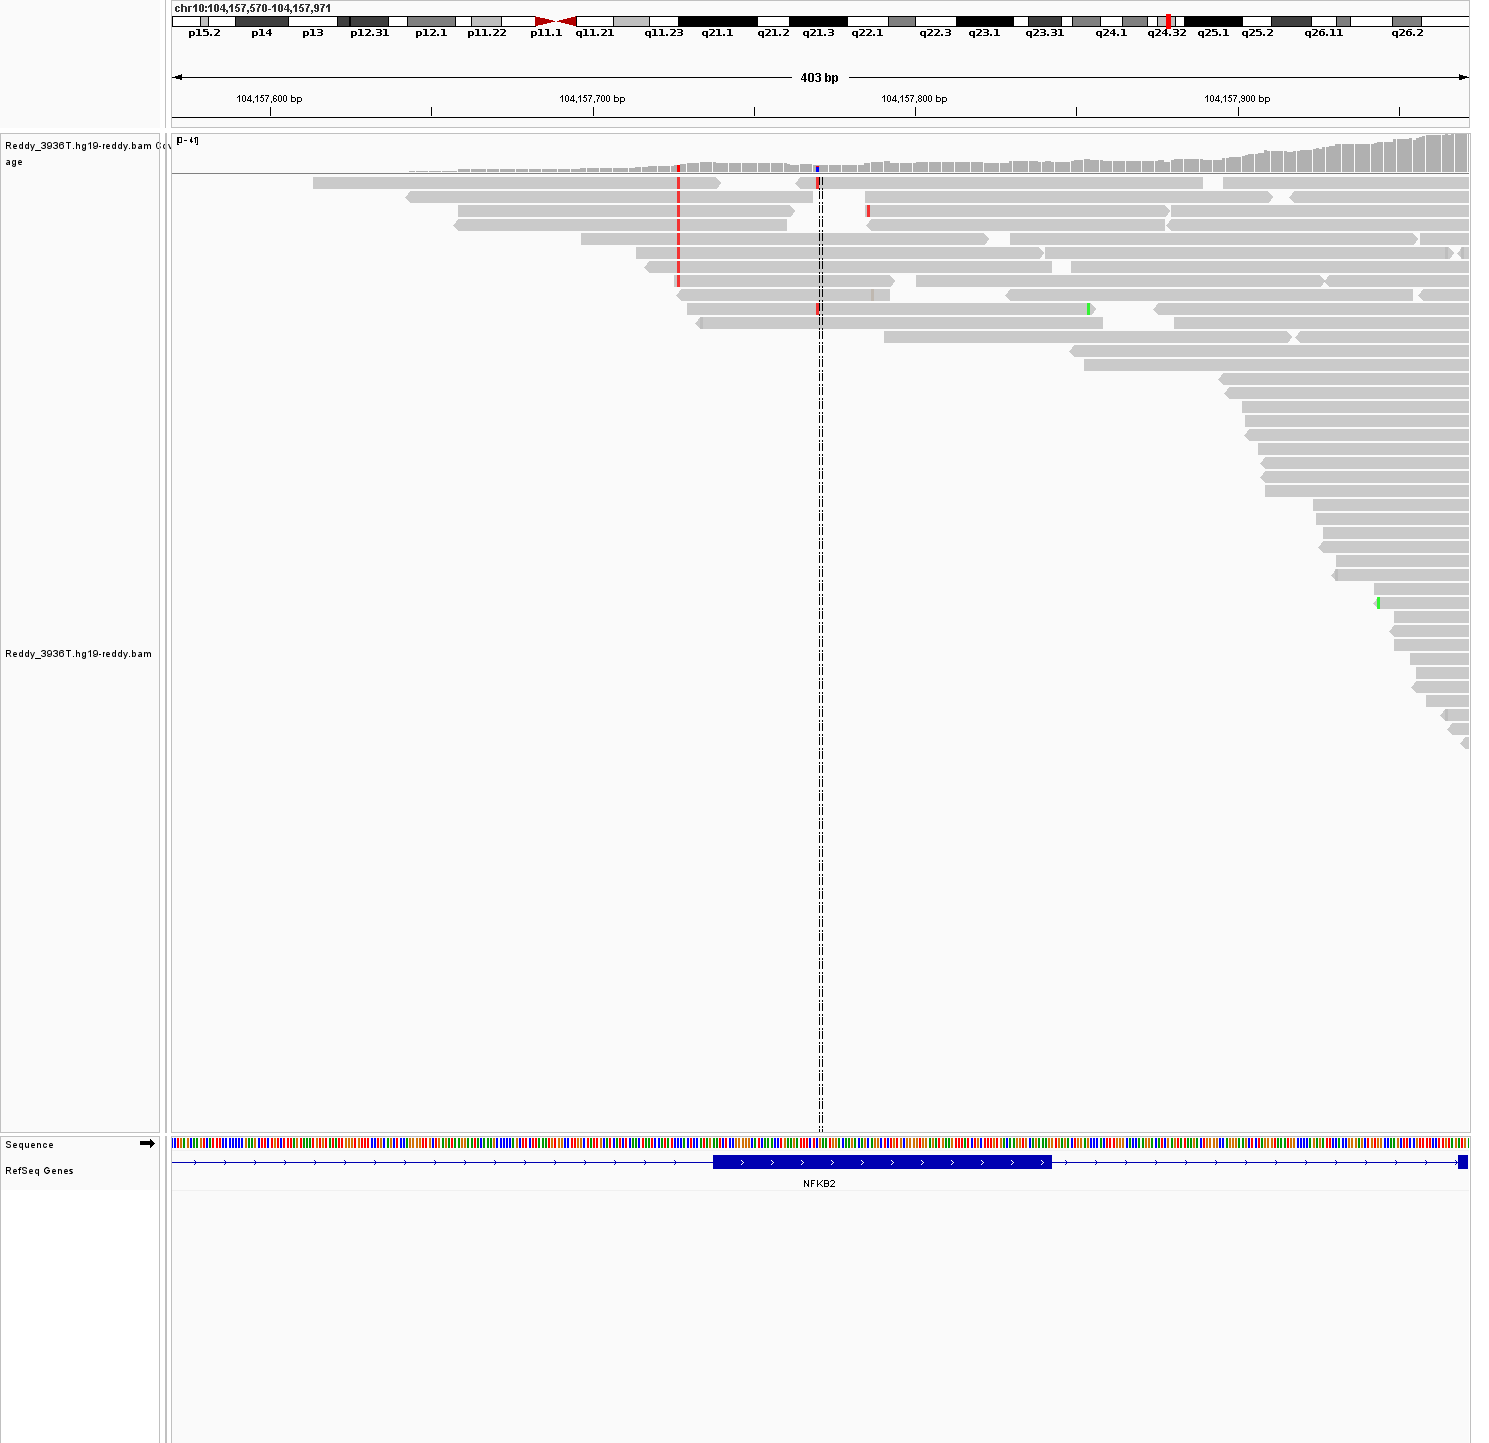 chr10:104,157,570-104,157,971
p15.2 p14 p13 p12.31 p12.1 p11.22 p11.1 q11.21 q11.23 q21.1 q21.2 q21.3 q22.1 q22.3 q23.1 q23.31 q24.1 q24.32 q25.1 q25.2 q26.11 q26.2
403 bp
104,157,600 bp 104,157,700 bp 104,157,800 bp 104,157,900 bp
Reddy_3936T.hg19-reddy.bam Cov
age
[0 - 41]
Reddy_3936T.hg19-reddy.bam
Sequence
RefSeq Genes
NFKB2